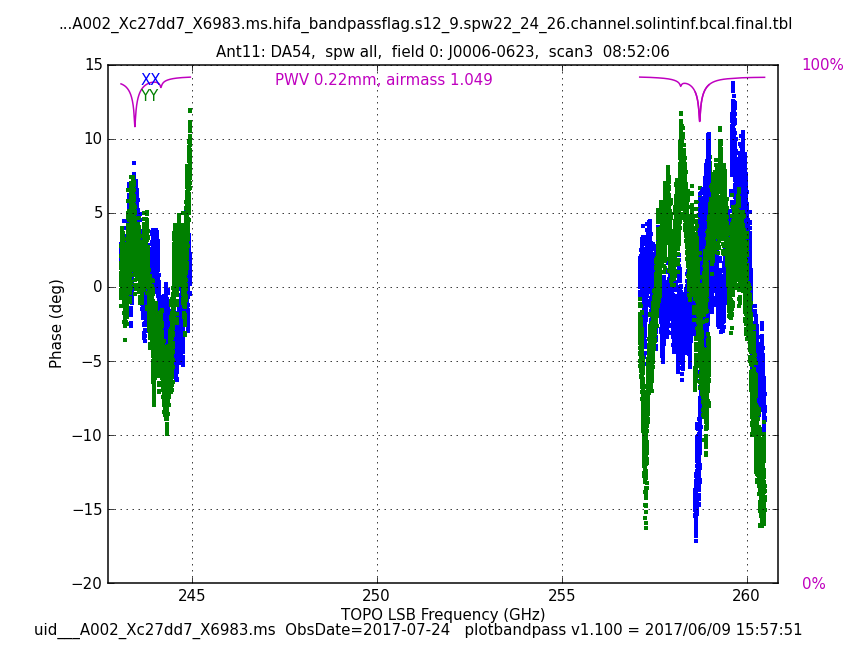 ...A002_Xc27dd7_X6983.ms.hifa_bandpassflag.s12_9.spw22_24_26.channel.solintinf.bcal.final.tbl
Ant11: DA54,  spw all,  field 0: J0006-0623,  scan3  08:52:06
15
100%
XX
PWV 0.22mm, airmass 1.049
YY
10
5
0
−5
−10
−15
−20
0%
Phase (deg)
245
250
255
260
TOPO LSB Frequency (GHz)
uid___A002_Xc27dd7_X6983.ms  ObsDate=2017-07-24   plotbandpass v1.100 = 2017/06/09 15:57:51